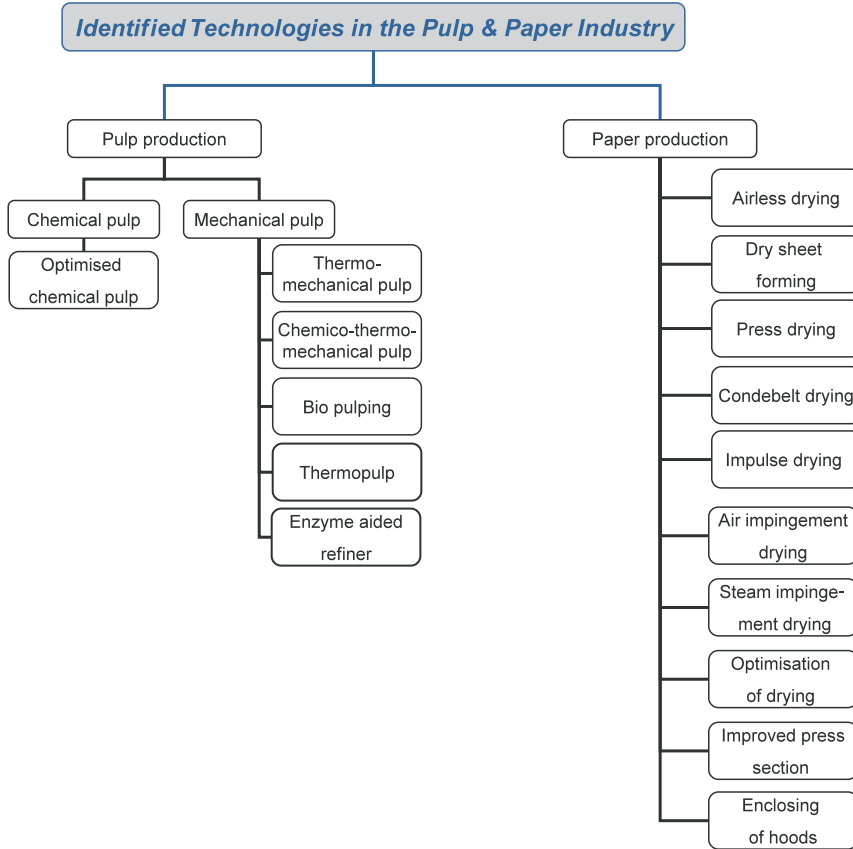 Identified Technologies in the Pulp & Paper Industry
Pulp production
Chemical pulp
Optimised
chemical pulp
Mechanical pulp
Thermo-
mechanical pulp
Chemico-thermo-
mechanical pulp
Bio pulping
Thermopulp
Enzyme aided
refiner
Paper production
Airless drying
Dry sheet
forming
Press drying
Condebelt drying
Impulse drying
Air impingement
drying
Steam impinge-
ment drying
Optimisation
of drying
Improved press
section
Enclosing
of hoods